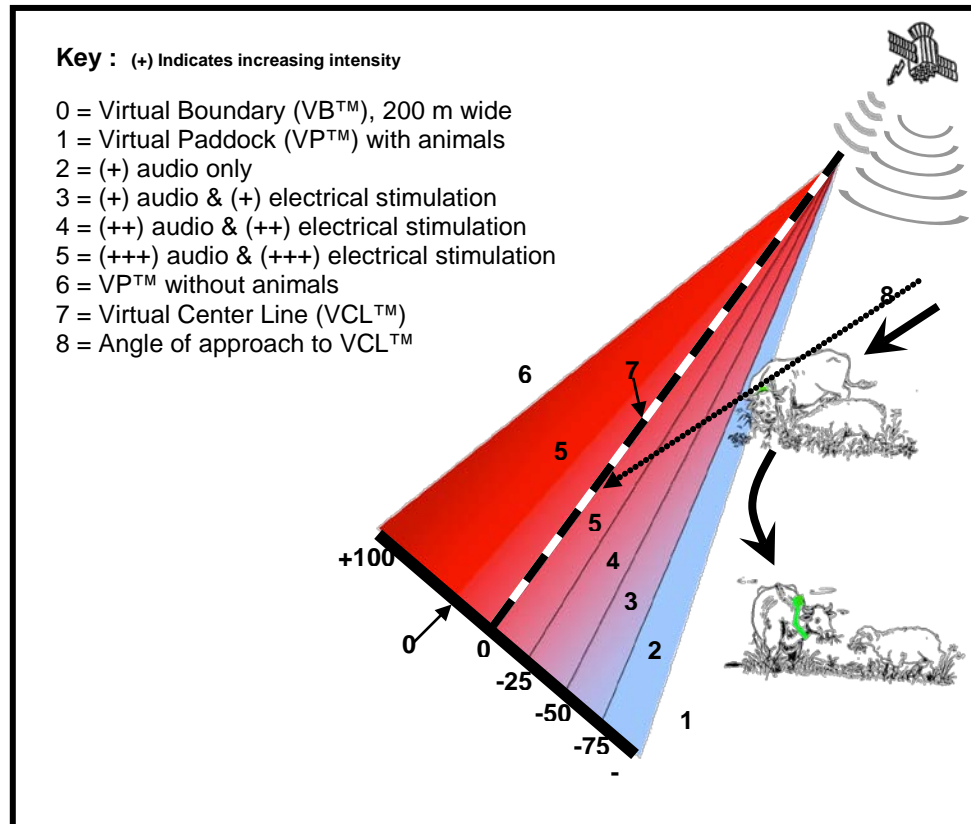 Key : (+) Indicates increasing intensity
0 = Virtual Boundary (VB™), 200 m wide
1 = Virtual Paddock (VP™) with animals
2 = (+) audio only
3 = (+) audio & (+) electrical stimulation
4 = (++) audio & (++) electrical stimulation
5 = (+++) audio & (+++) electrical stimulation
6 = VP™ without animals
7 = Virtual Center Line (VCL™)
8 = Angle of approach to VCL™
8
7
6
5
5
4
3
2
1
+100
0
0
-25
-50
-75
-